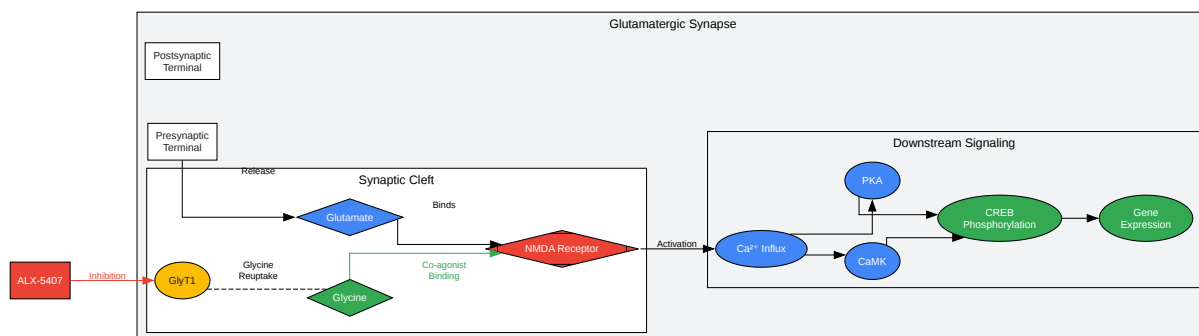 Glutamatergic Synapse
Postsynaptic
Terminal
Presynaptic
Terminal
Release
Synaptic Cleft
Glutamate
Binds
NMDA Receptor
Activation
Downstream Signaling
PKA
CREB
Phosphorylation
Gene
Expression
Ca²⁺ Influx
CaMK
ALX-5407
Inhibition
GlyT1
Glycine
Reuptake
Glycine
Co-agonist
Binding